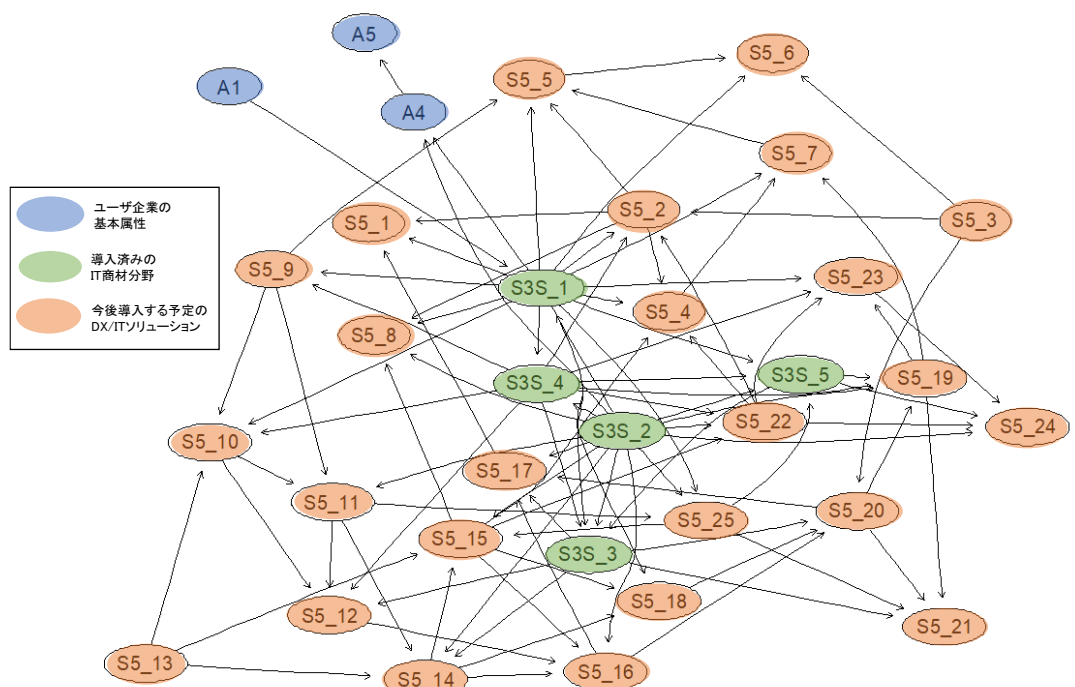 A5
S5_6
S5_5
A1
A4
S5_7
ユーザ企業の
基本属性
導入済みの
IT商材分野
今後導入する予定の
DX/ITソリューション
S5_1
S5_2
S5_3
S5_9
S3S_1
S5_23
S5_4
S5_8
S3S_4
S3S_5
S5_19
S5_22
S5_24
S3S_2
S5_10
S5_17
S5_11
S5_25
S5_20
S5_15
S3S_3
S5_18
S5_12
S5_21
S5_13
S5_16
S5_14